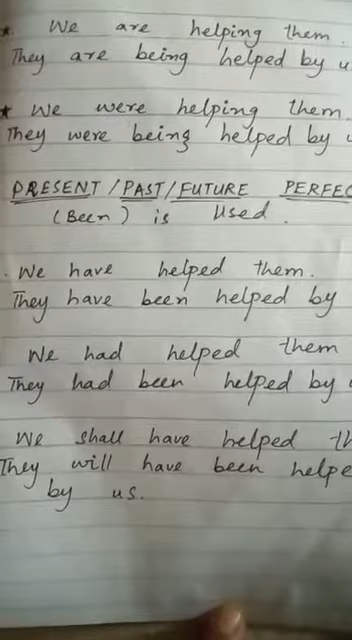 * We are helping them.
They are being helped by u
* We were helping them.
They were being helped by u
PRESENT/PAST/FUTURE PERFEC
(Been) is used.
. We have helped them.
They have been helped by
We had helped them
They had been helped by u
We shall have helped th
They will have been helpe
by us.